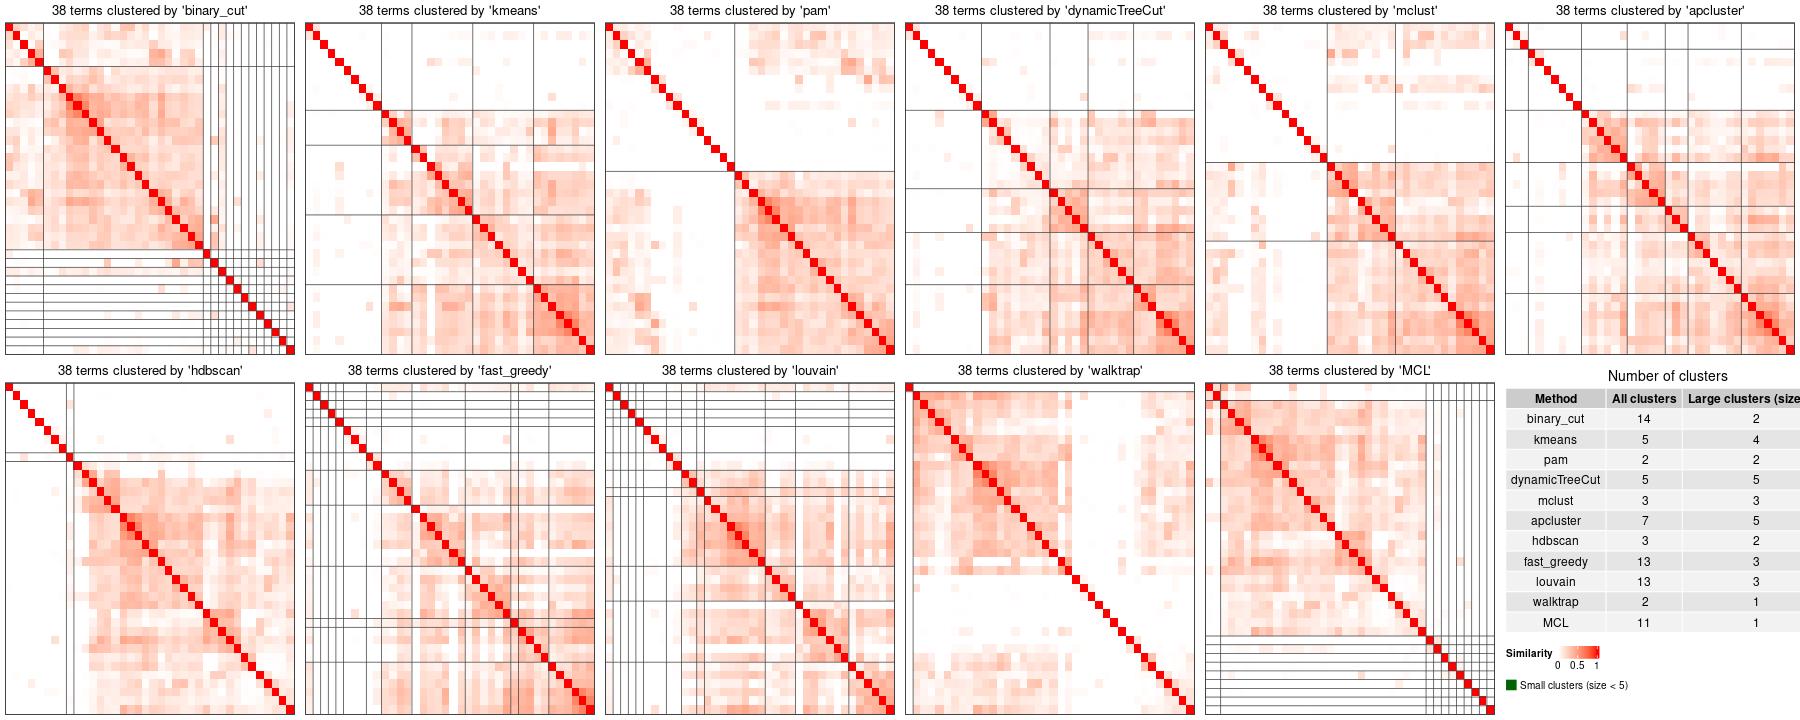 38 terms clustered by 'binary_cut'
38 terms clustered by 'kmeans'
38 terms clustered by 'pam'
38 terms clustered by 'dynamicTreeCut'
38 terms clustered by 'mclust'
38 terms clustered by 'apcluster'
38 terms clustered by 'hdbscan'
38 terms clustered by 'fast_greedy'
38 terms clustered by 'louvain'
38 terms clustered by 'walktrap'
38 terms clustered by 'MCL'
Number of clusters
Method All clusters Large clusters (size
binary_cut 14 2
kmeans 5 4
pam 2 2
dynamicTreeCut 5 5
mclust 3 3
apcluster 7 5
hdbscan 3 2
fast_greedy 13 3
louvain 13 3
walktrap 2 1
MCL 11 1
Similarity
0 0.5 1
Small clusters (size < 5)